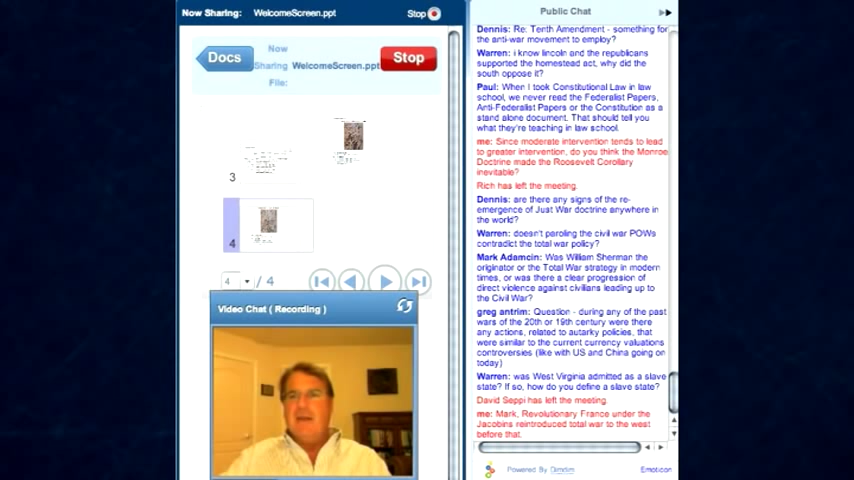 Now Sharing: WelcomeScreen.ppt Stop
Docs
Now
Sharing WelcomeScreen.ppt
File:
Stop
3
4
4 / 4
Video Chat ( Recording )
Public Chat
Dennis: Re: Tenth Amendment - something for
the anti-war movement to employ?
Warren: i know lincoln and the republicans
supported the homestead act, why did
the south oppose it?
Paul: When I took Constitutional Law in law
school, we never read the Federalist Papers,
Anti-Federalist Papers or the Constitution as a
stand alone document. That should tell you
what they're teaching in law school.
me: Since moderate intervention tends to lead
to greater intervention, do you think the Monroe
Doctrine made the Roosevelt Corollary
inevitable?
Rich has left the meeting.
Dennis: are there any signs of the re-
emergence of Just War doctrine anywhere in
the world?
Warren: doesn't paroling the civil war POWs
contradict the total war policy?
Mark Adamcin: Was William Sherman the
originator or the Total War strategy in modern
times, or was there a clear progression of
direct violence against civilians leading up to
the Civil War?
greg antrim: Question - during any of the past
wars of the 20th or 19th century were there
any actions, related to autarky policies, that
were similar to the current currency valuations
controversies (like with US and China going on
today)
Warren: was West Virginia admitted as a slave
state? If so, how do you define a slave state?
David Seppi has left the meeting.
me: Mark, Revolutionary France under the
Jacobins reintroduced total war to the west
before that.
Powered By Dimdim Emoticon